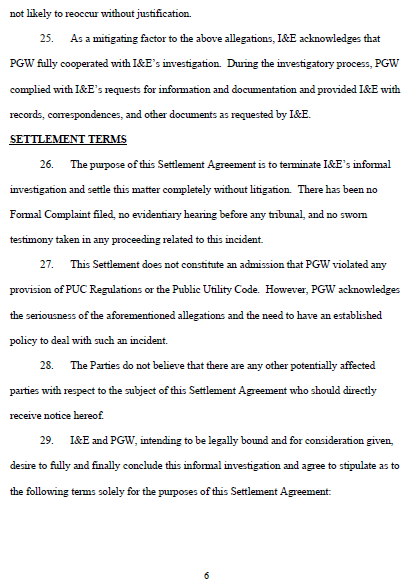 not likely to reoccur without justification.
25. As a mitigating factor to the above allegations, I&E acknowledges that
PGW fully cooperated with I&E's investigation. During the investigatory process, PGW
complied with I&E's requests for information and documentation and provided I&E with
records, correspondences, and other documents as requested by I&E.
SETTLEMENT TERMS
26. The purpose of this Settlement Agreement is to terminate I&E's informal
investigation and settle this matter completely without litigation. There has been no
Formal Complaint filed, no evidentiary hearing before any tribunal, and no sworn
testimony taken in any proceeding related to this incident.
27. This Settlement does not constitute an admission that PGW violated any
provision of PUC Regulations or the Public Utility Code. However, PGW acknowledges
the seriousness of the aforementioned allegations and the need to have an established
policy to deal with such an incident.
28. The Parties do not believe that there are any other potentially affected
parties with respect to the subject of this Settlement Agreement who should directly
receive notice hereof.
29. I&E and PGW, intending to be legally bound and for consideration given,
desire to fully and finally conclude this informal investigation and agree to stipulate as to
the following terms solely for the purposes of this Settlement Agreement:
6